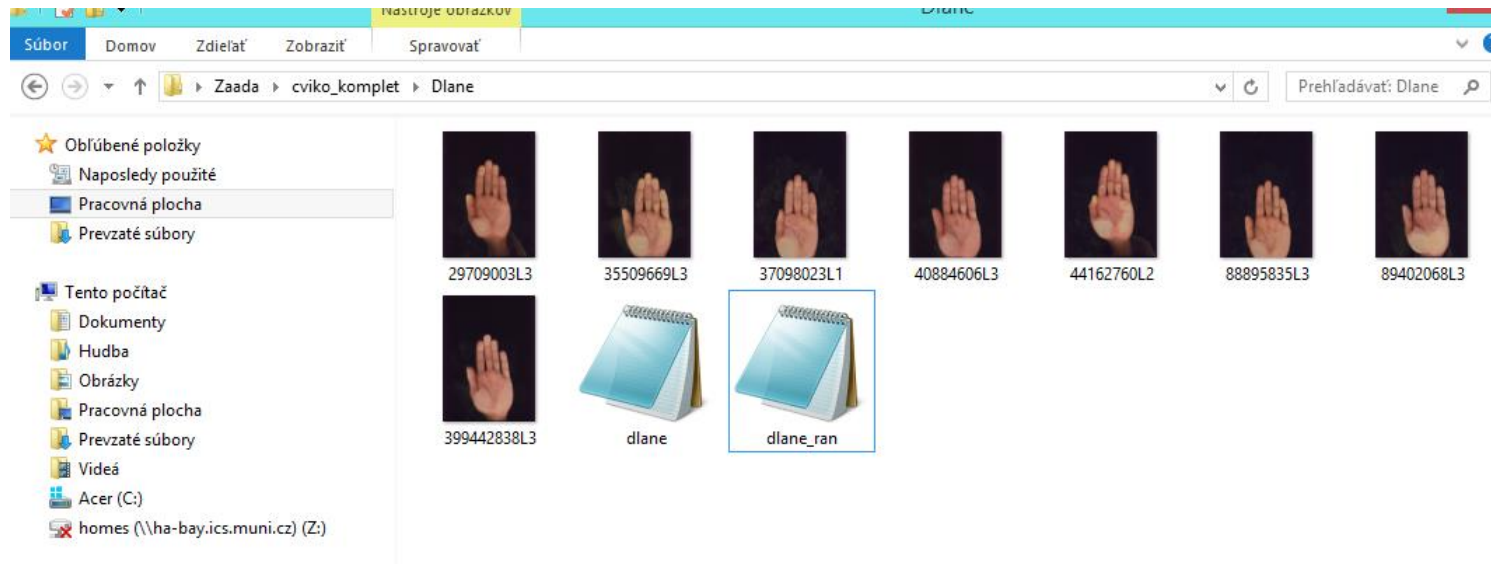 Nástroje obrázkov
Dlane
Súbor Domov Zdieľať Zobraziť Spravovať
Zaada cviko_komplet Dlane
Prehľadávať: Dlane
Obľúbené položky
Naposledy použité
Pracovná plocha
Prevzaté súbory
Tento počítač
Dokumenty
Hudba
Obrázky
Pracovná plocha
Prevzaté súbory
Videá
Acer (C:)
homes (\\ha-bay.ics.muni.cz) (Z:)
29709003L3 35509669L3 37098023L1 40884606L3 44162760L2 88895835L3 89402068L3
399442838L3 dlane dlane_ran